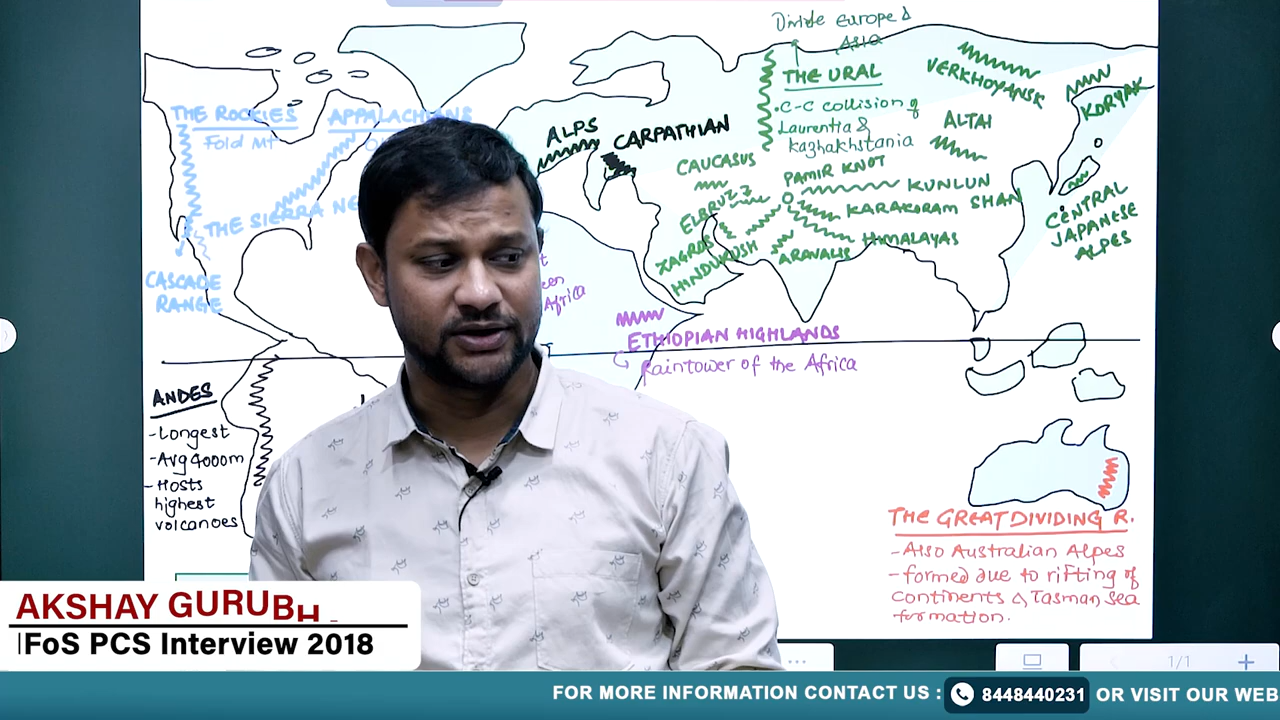 Divide europe &
Asia
THE URAL
C-C collision of
Laurentia &
kazhakhstania
VERKHOYANSK
KORYAK
ALTAI
THE ROCKIES
Fold MT
APPALACHIANS
THE SIERRA NE
CASCADE
RANGE
ALPS
CARPATHIAN
CAUCASUS
PAMIR KNOT
ELBRUZ
KUNLUN
KARAKORAM SHAN
ZAGROS
HINDUKUSH
ARAVALIS
HIMALAYAS
CENTRAL
JAPANESE
ALPES
Africa
ETHIOPIAN HIGHLANDS
Raintower of the Africa
ANDES
-Longest
-Avg 4000m
-Hosts
highest
volcanoes
THE GREAT DIVIDING R.
-Also Australian Alpes
-formed due to rifting of
continents & Tasman Sea
formation.
AKSHAY GURUBH
IFoS PCS Interview 2018
1/1
FOR MORE INFORMATION CONTACT US : 8448440231 OR VISIT OUR WEB